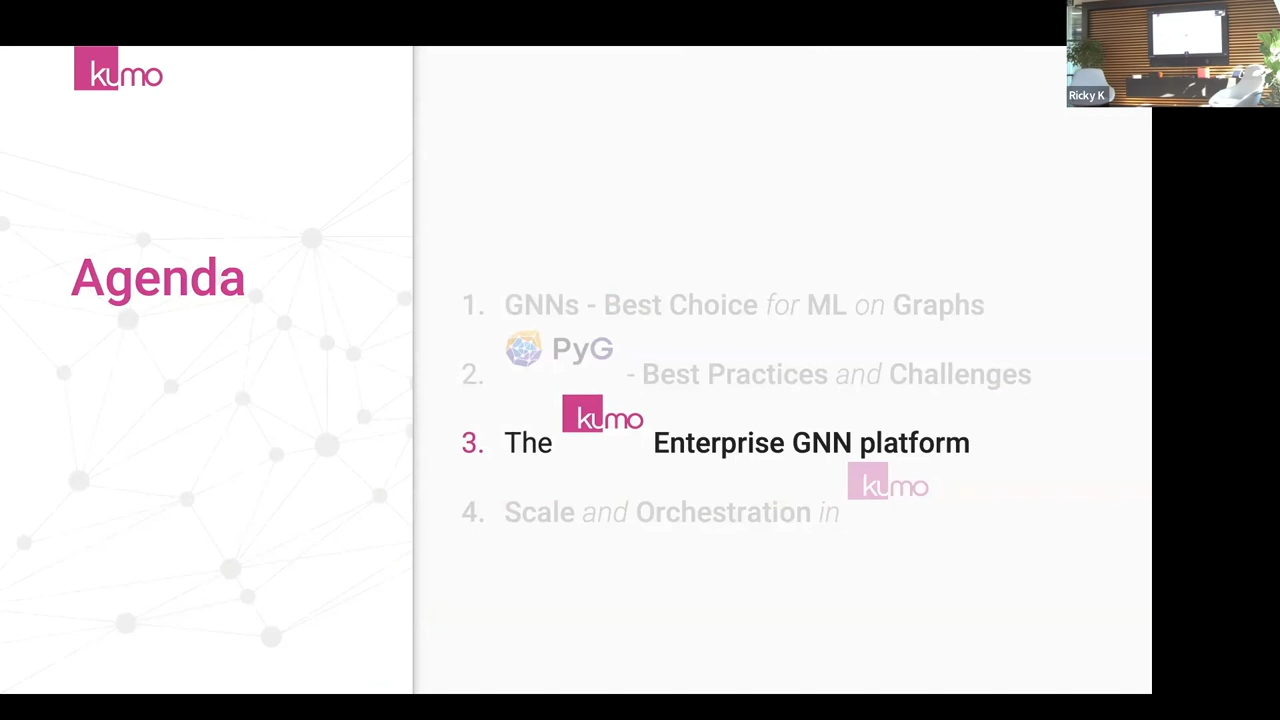 kumo
Ricky K
Agenda
1. GNNs - Best Choice for ML on Graphs
2. PyG - Best Practices and Challenges
3. The kumo Enterprise GNN platform
4. Scale and Orchestration in kumo